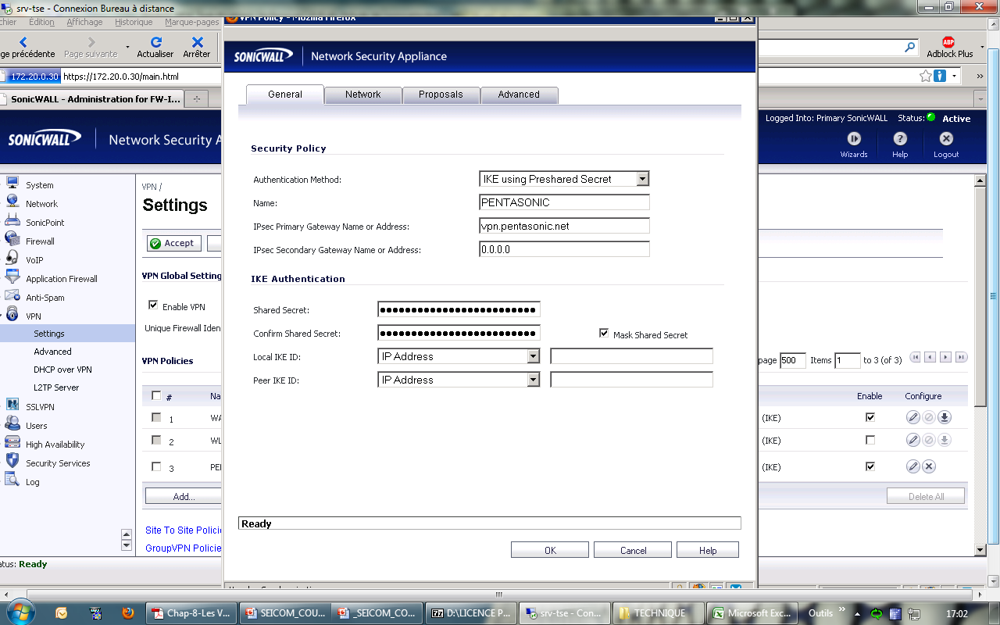 srv-tse - Connexion Bureau à distance
VPN Policy - Mozilla Firefox
chier Édition Affichage Historique Marque-pages
ge précédente Page suivante Actualiser Arrêter
ABP
Adblock Plus
172.20.0.30 https://172.20.0.30/main.html
SonicWALL - Administration for FW-I...
SONICWALL Network Security A
Logged Into: Primary SonicWALL Status: Active
Wizards Help Logout
System
Network
SonicPoint
Firewall
VoIP
Application Firewall
Anti-Spam
VPN
Settings
Advanced
DHCP over VPN
L2TP Server
SSLVPN
Users
High Availability
Security Services
Log
VPN /
Settings
Accept
VPN Global Setting
Enable VPN
Unique Firewall Iden
VPN Policies
page 500 Items 1 to 3 (of 3)
# Na Enable Configure
1 WA (IKE)
2 WL (IKE)
3 PEN (IKE)
Add... Delete All
Site To Site Policie
GroupVPN Policie
atus: Ready
SONICWALL Network Security Appliance
General Network Proposals Advanced
Security Policy
Authentication Method: IKE using Preshared Secret
Name: PENTASONIC
IPsec Primary Gateway Name or Address: vpn.pentasonic.net
IPsec Secondary Gateway Name or Address: 0.0.0.0
IKE Authentication
Shared Secret: ●●●●●●●●●●●●●●●●●●●●●●●●●
Confirm Shared Secret: ●●●●●●●●●●●●●●●●●●●●●●●●● Mask Shared Secret
Local IKE ID: IP Address
Peer IKE ID: IP Address
Ready
OK Cancel Help
Chap-8-Les V... SEICOM_COU... _SEICOM_CO... D:\LICENCE P... srv-tse - Con... TECHNIQUE Microsoft Exc... Outils » 17:02